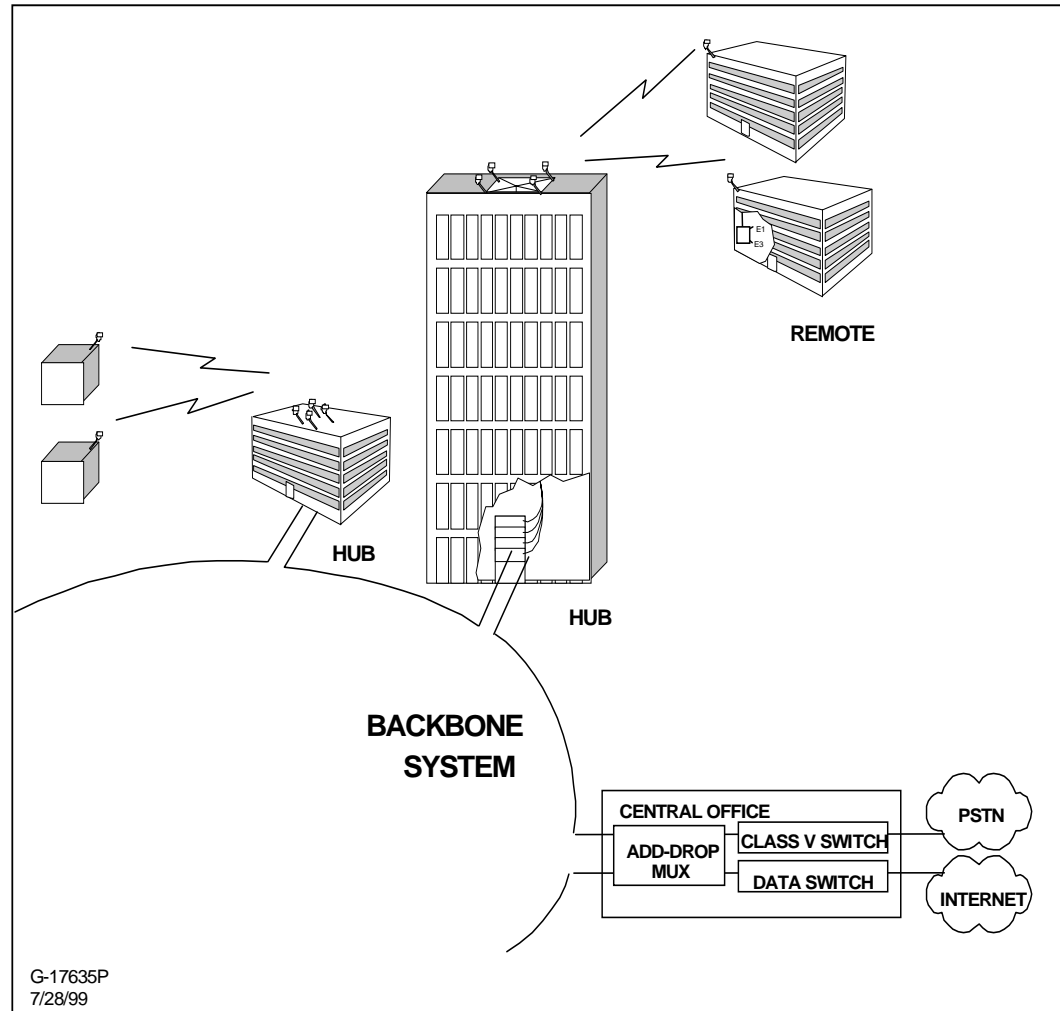 E1
E3
REMOTE
HUB
HUB
BACKBONE
SYSTEM
CENTRAL OFFICE
ADD-DROP
MUX
CLASS V SWITCH
DATA SWITCH
PSTN
INTERNET
G-17635P
7/28/99